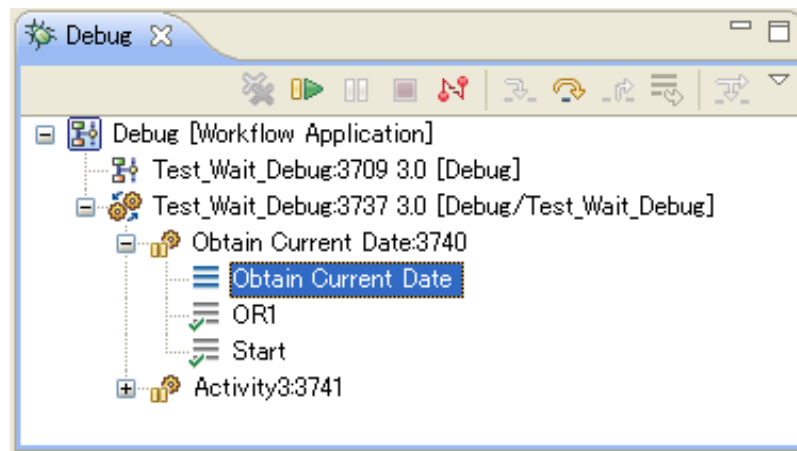 Debug
Debug [Workflow Application]
Test_Wait_Debug:3709 3.0 [Debug]
Test_Wait_Debug:3737 3.0 [Debug/Test_Wait_Debug]
Obtain Current Date:3740
Obtain Current Date
OR1
Start
Activity3:3741